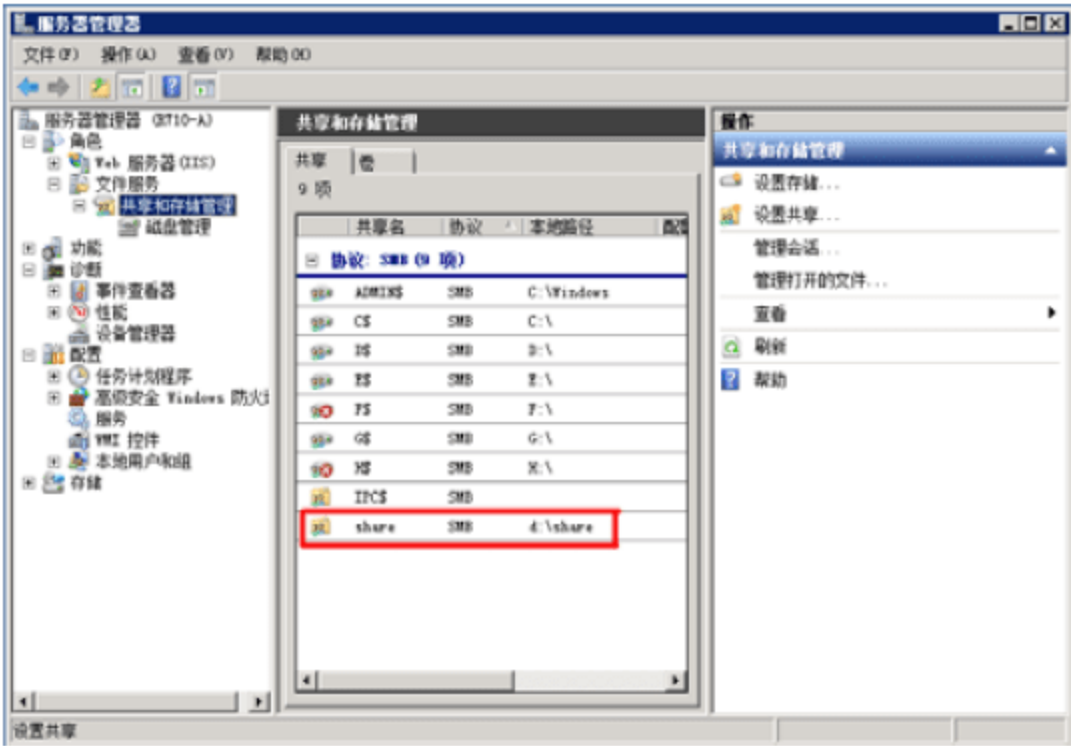 服务器管理器
文件(F) 操作(A) 查看(V) 帮助(H)
服务器管理器 (R710-A)
角色
Web 服务器(IIS)
文件服务
共享和存储管理
磁盘管理
功能
诊断
事件查看器
性能
设备管理器
配置
任务计划程序
高级安全 Windows 防火
服务
WMI 控件
本地用户和组
存储
共享和存储管理
共享 卷
9 项
共享名 协议 本地路径 配
协议: SMB (9 项)
ADMIN$ SMB C:\Windows
C$ SMB C:\
D$ SMB D:\
E$ SMB E:\
F$ SMB F:\
G$ SMB G:\
H$ SMB H:\
IPC$ SMB
share SMB d:\share
操作
共享和存储管理
设置存储...
设置共享...
管理会话...
管理打开的文件...
查看
刷新
帮助
设置共享